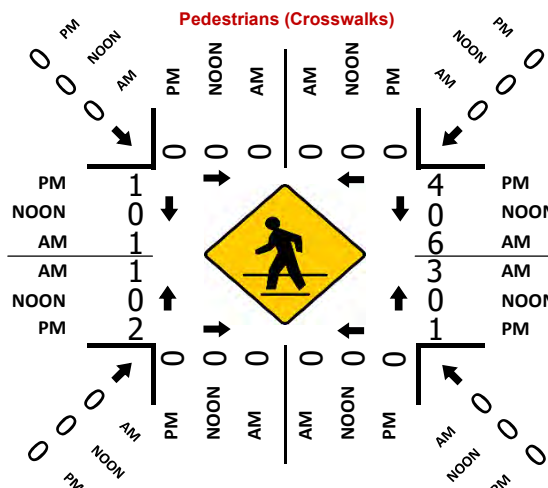 Pedestrians (Crosswalks)
0 PM PM NOON AM AM NOON PM PM 0
0 NOON NOON 0
0 AM AM 0
0 0 0 0 0 0
PM 1 4 PM
NOON 0 0 NOON
AM 1 6 AM
AM 1 3 AM
NOON 0 0 NOON
PM 2 1 PM
0 0 0 0 0 0
0 AM AM 0
0 NOON NOON 0
0 PM PM NOON AM AM NOON PM PM 0